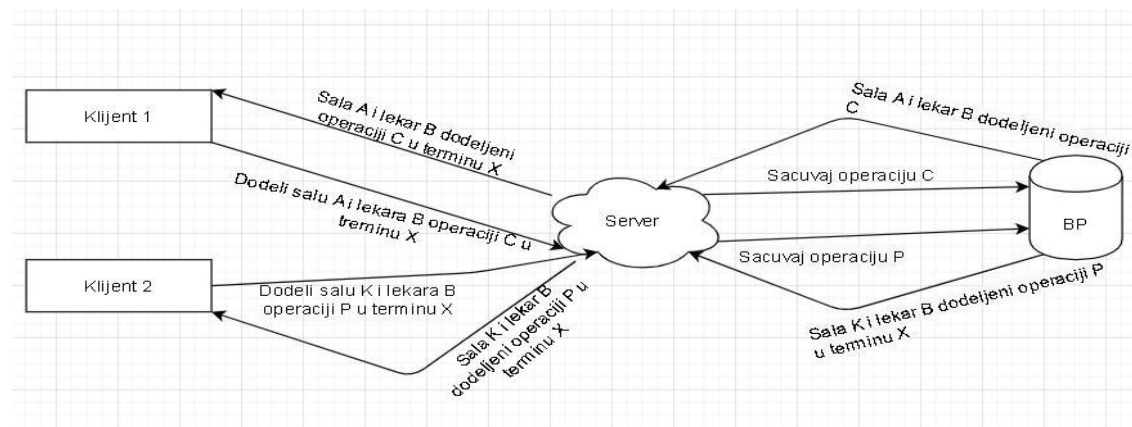 Klijent 1
Sala A i lekar B dodeljeni
operaciji C u terminu X
Dodeli salu A i lekara B operaciji C u
treminu X
Klijent 2
Dodeli salu K i lekara B
operaciji P u terminu X
Sala K i lekar B
dodeljeni operaciji P u
terminu X
Server
Sala A i lekar B dodeljeni operaciji
C
Sacuvaj operaciju C
BP
Sacuvaj operaciju P
Sala K i lekar B dodeljeni operaciji P
u terminu X